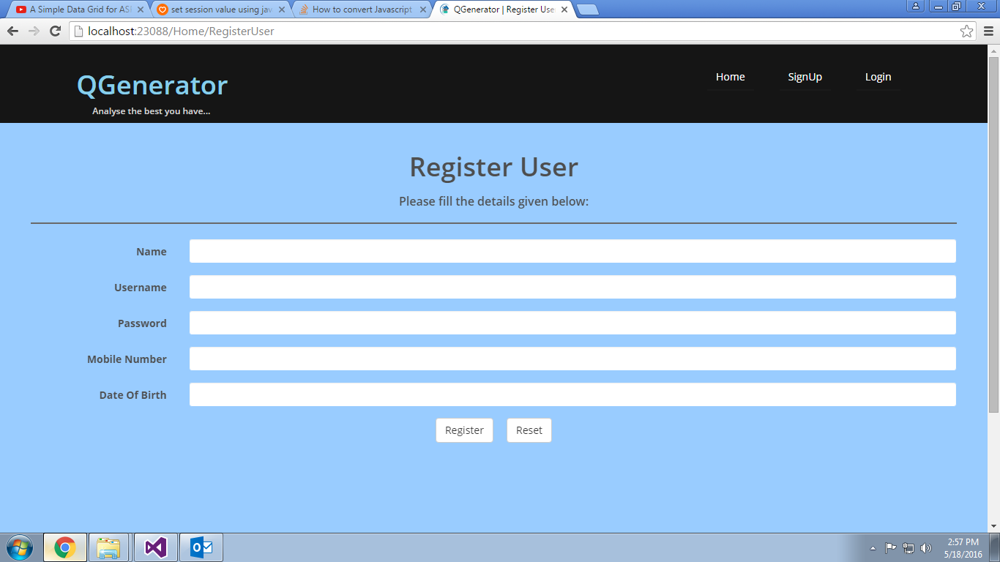 A Simple Data Grid for AS
set session value using jav
How to convert Javascript
QGenerator | Register Use
localhost:23088/Home/RegisterUser
QGenerator
Analyse the best you have...
Home SignUp Login
Register User
Please fill the details given below:
Name
Username
Password
Mobile Number
Date Of Birth
Register Reset
2:57 PM
5/18/2016